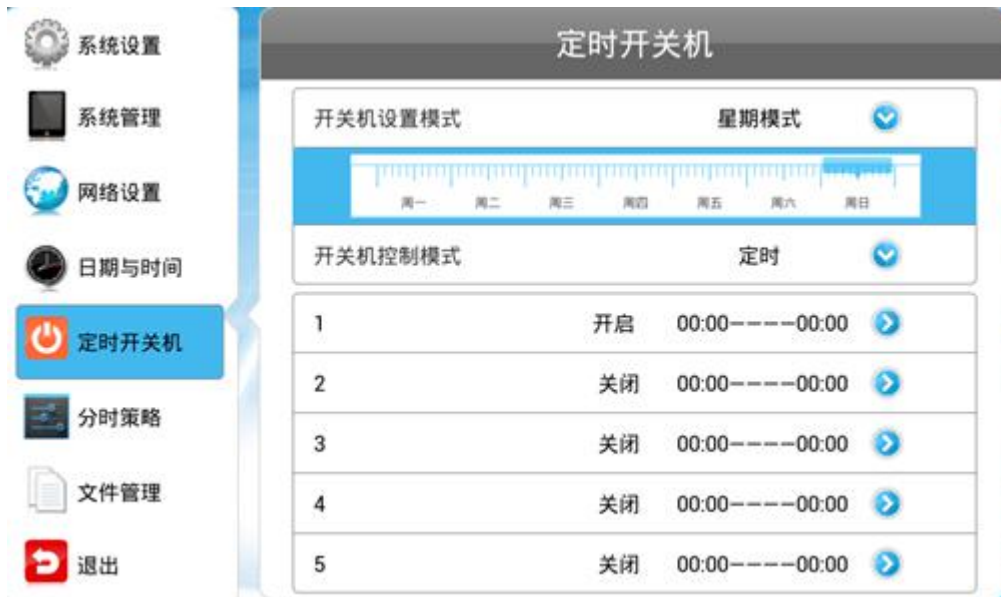 系统设置
系统管理
网络设置
日期与时间
定时开关机
分时策略
文件管理
退出
定时开关机
开关机设置模式 星期模式
周一 周二 周三 周四 周五 周六 周日
开关机控制模式 定时
1 开启 00:00----00:00
2 关闭 00:00----00:00
3 关闭 00:00----00:00
4 关闭 00:00----00:00
5 关闭 00:00----00:00